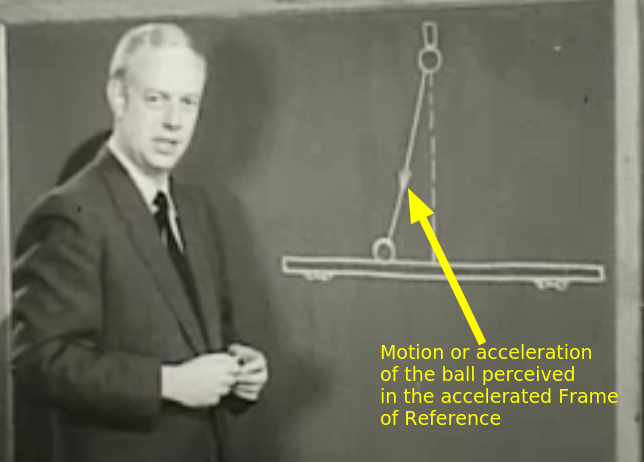 Motion or acceleration
of the ball perceived
in the accelerated Frame
of Reference